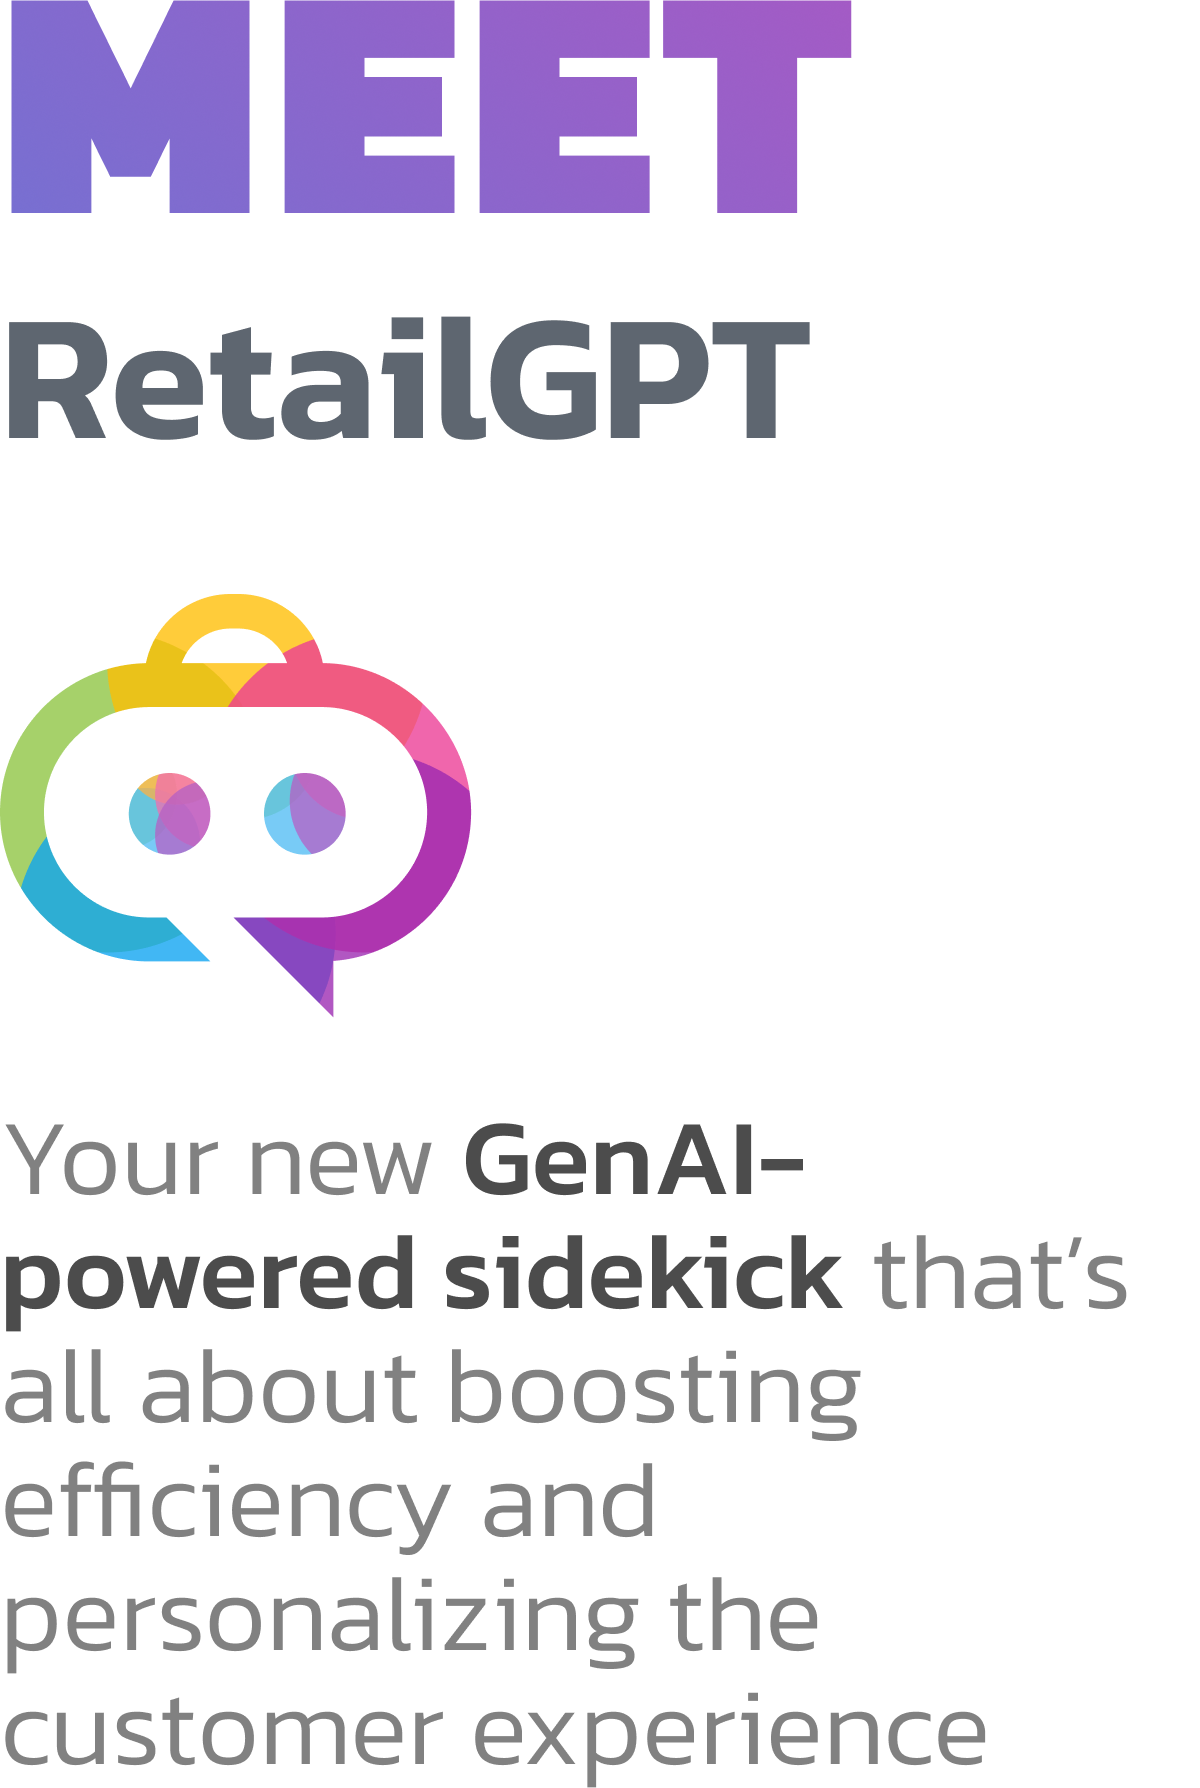 MEET
RetailGPT
Your new GenAI-
powered sidekick that’s
all about boosting
efficiency and
personalizing the
customer experience